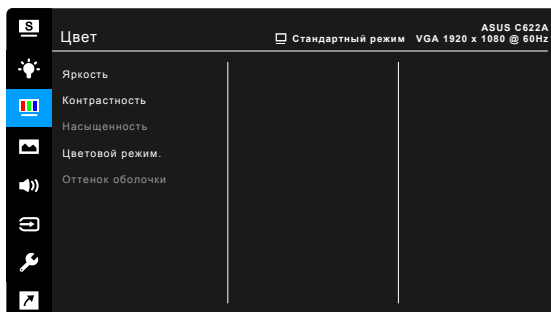 S
Цвет
Стандартный режим
ASUS C622A
VGA 1920 x 1080 @ 60Hz
Яркость
Контрастность
Насыщенность
Цветовой режим.
Оттенок оболочки